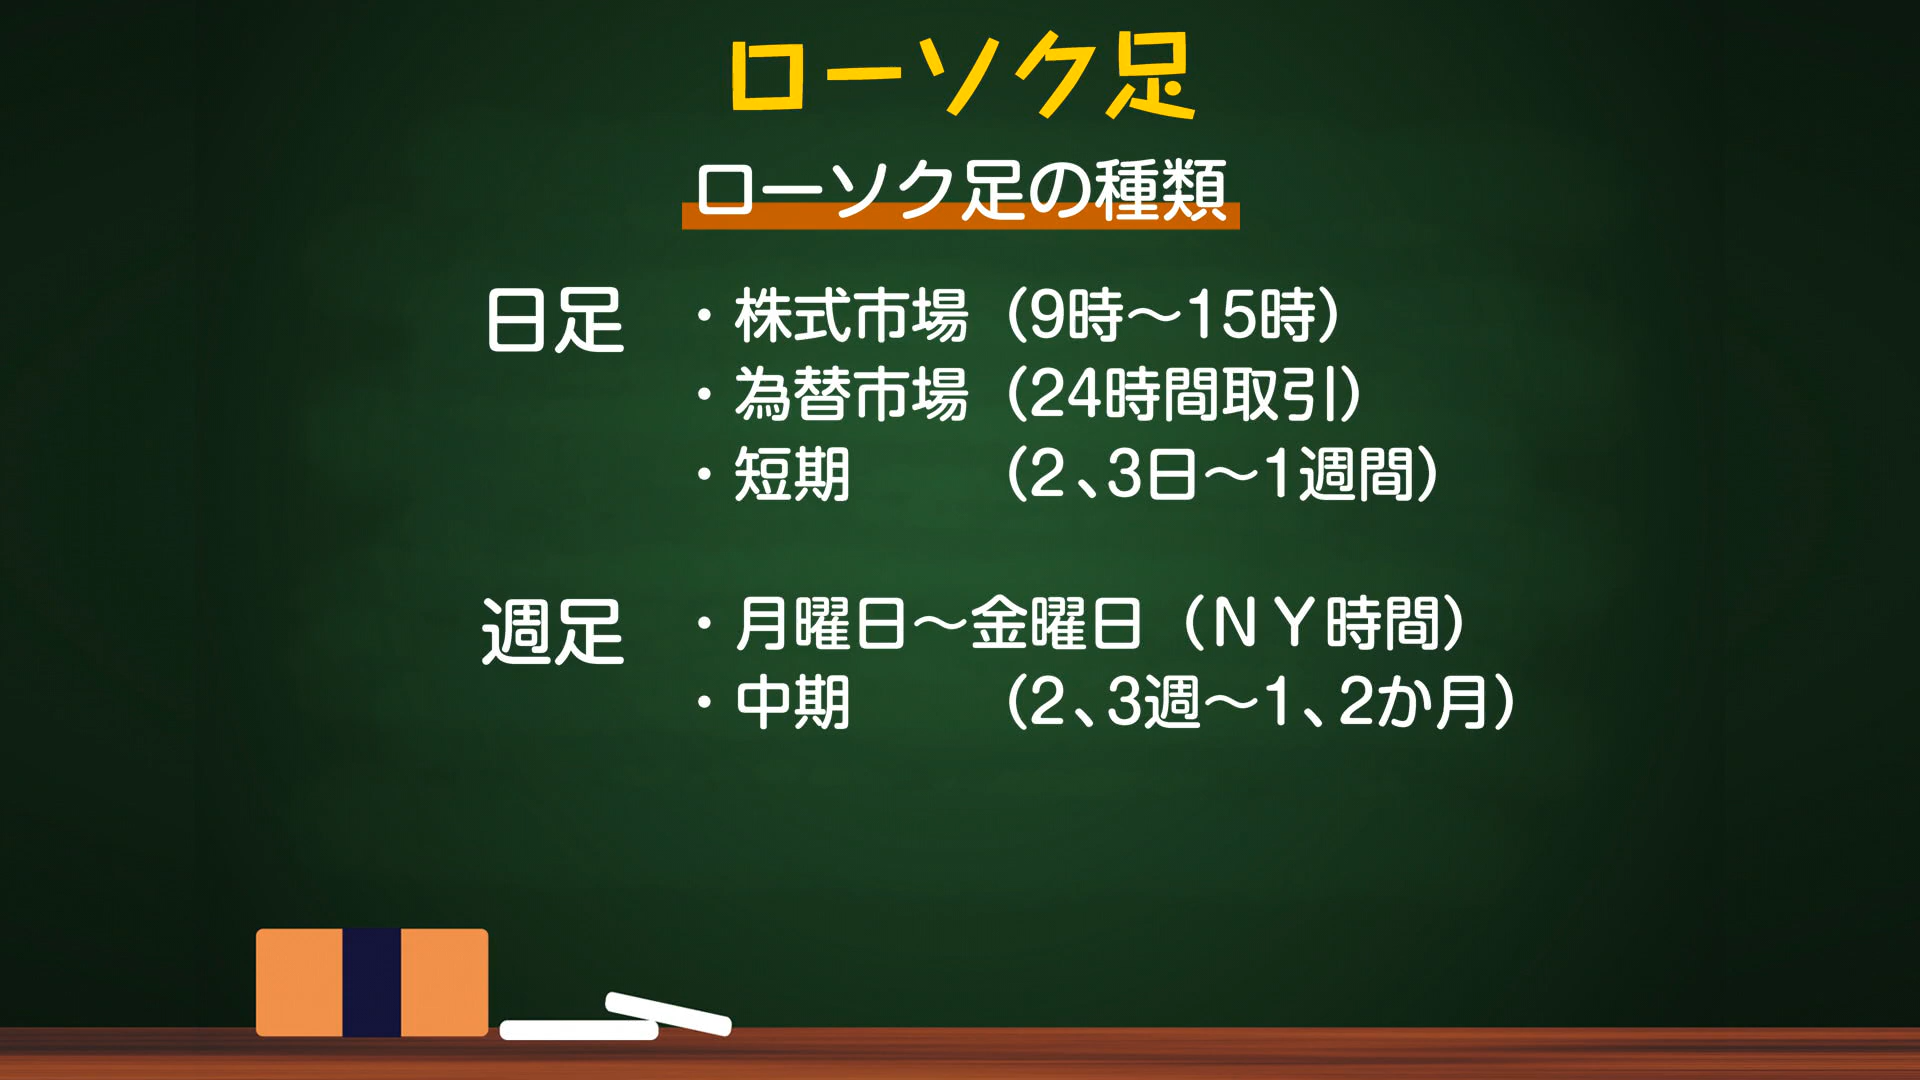 ローソク足
ローソク足の種類
日足 ・株式市場（9時～15時）
・為替市場（24時間取引）
・短期 （2、3日～1週間）
週足 ・月曜日～金曜日（ＮＹ時間）
・中期 （2、3週～1、2か月）